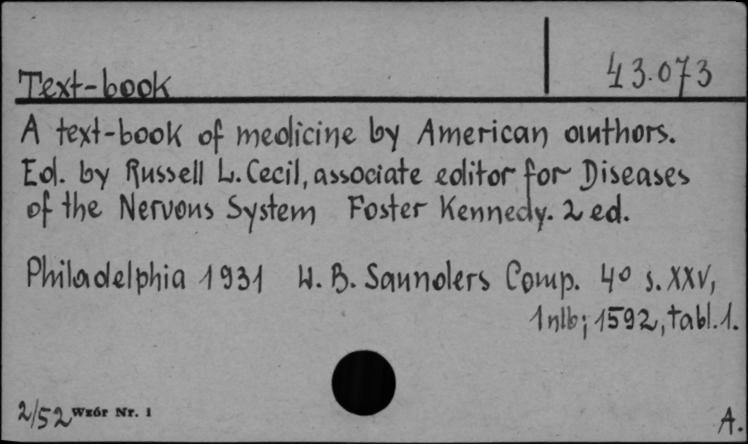 Text-book
43.073
A text-book of medicine by American authors.
Ed. by Russell L. Cecil, associate editor for Diseases
of the Nervous System Foster Kennedy. 2 ed.
Philadelphia 1931 W. B. Saunders Comp. 4° s. XXV,
1 nlb; 1592, tabl. 1.
2/52 Wzór Nr. 1
A.